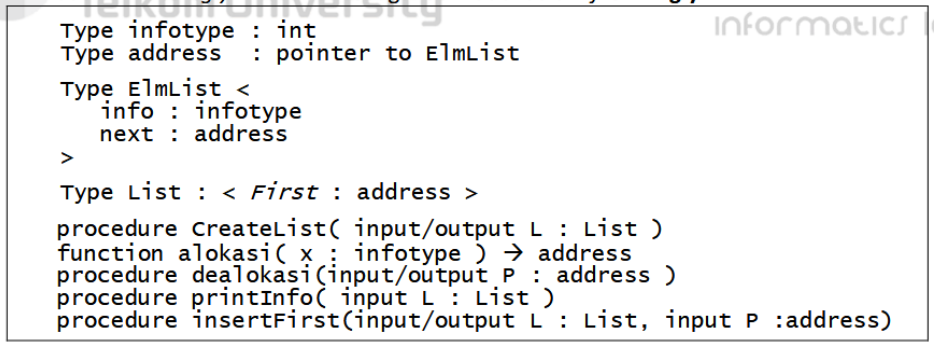 Telkom University
informatics
Type infotype : int
Type address  : pointer to ElmList
Type ElmList <
info : infotype
next : address
>
Type List : < First : address >
procedure CreateList( input/output L : List )
function alokasi( x : infotype ) → address
procedure dealokasi(input/output P : address )
procedure printInfo( input L : List )
procedure insertFirst(input/output L : List, input P :address)